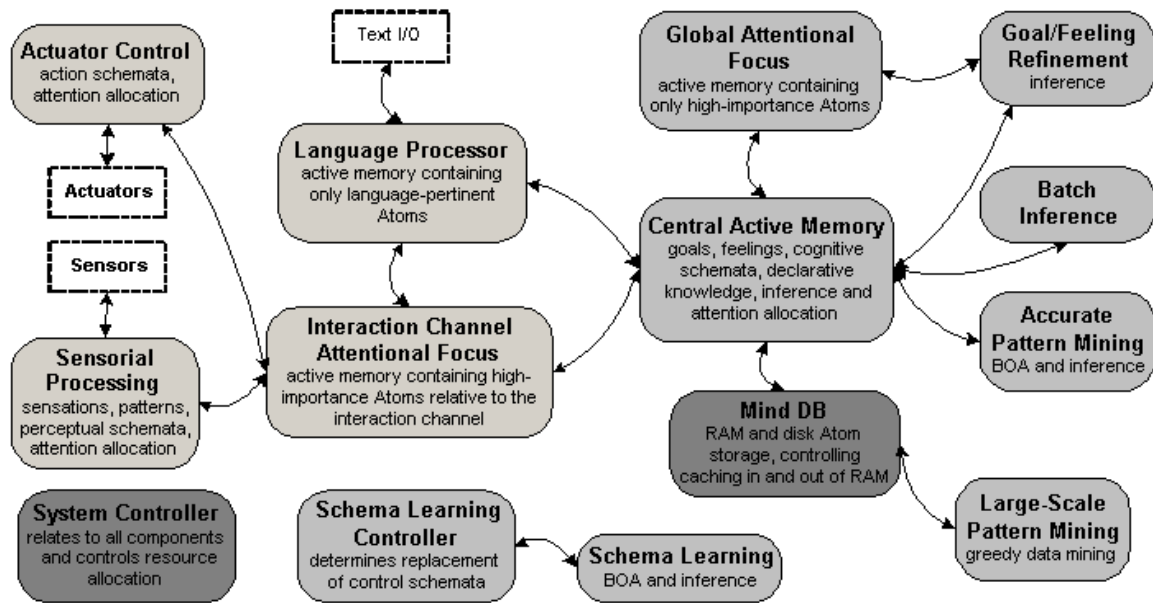 Actuator Control
action schemata,
attention allocation
Actuators
Sensors
Sensorial
Processing
sensations, patterns,
perceptual schemata,
attention allocation
System Controller
relates to all components
and controls resource
allocation
Text I/O
Language Processor
active memory containing
only language-pertinent
Atoms
Interaction Channel
Attentional Focus
active memory containing high-
importance Atoms relative to the
interaction channel
Schema Learning
Controller
determines replacement
of control schemata
Schema Learning
BOA and inference
Global Attentional
Focus
active memory containing
only high-importance Atoms
Central Active Memory
goals, feelings, cognitive
schemata, declarative
knowledge, inference and
attention allocation
Mind DB
RAM and disk Atom
storage, controlling
caching in and out of RAM
Goal/Feeling
Refinement
inference
Batch
Inference
Accurate
Pattern Mining
BOA and inference
Large-Scale
Pattern Mining
greedy data mining